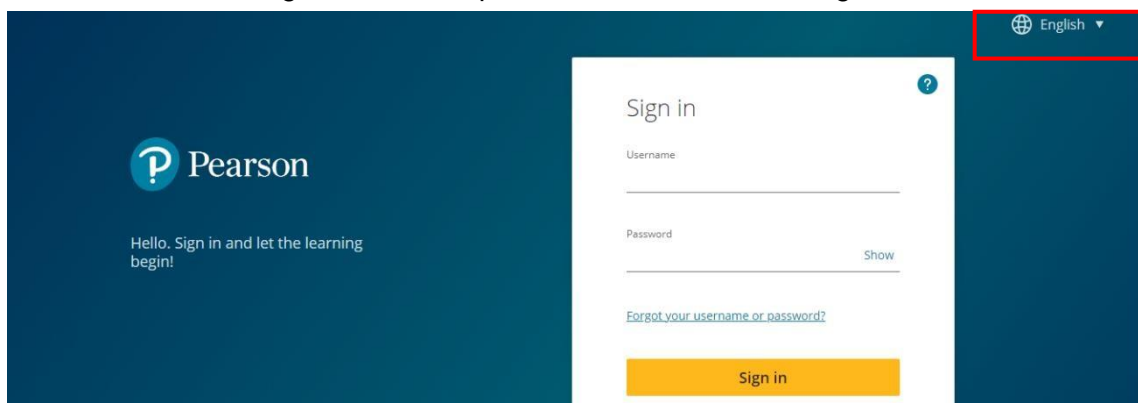 English ▼
?
Sign in
Username
Pearson
Password
Hello. Sign in and let the learning
begin!
Show
Forgot your username or password?
Sign in